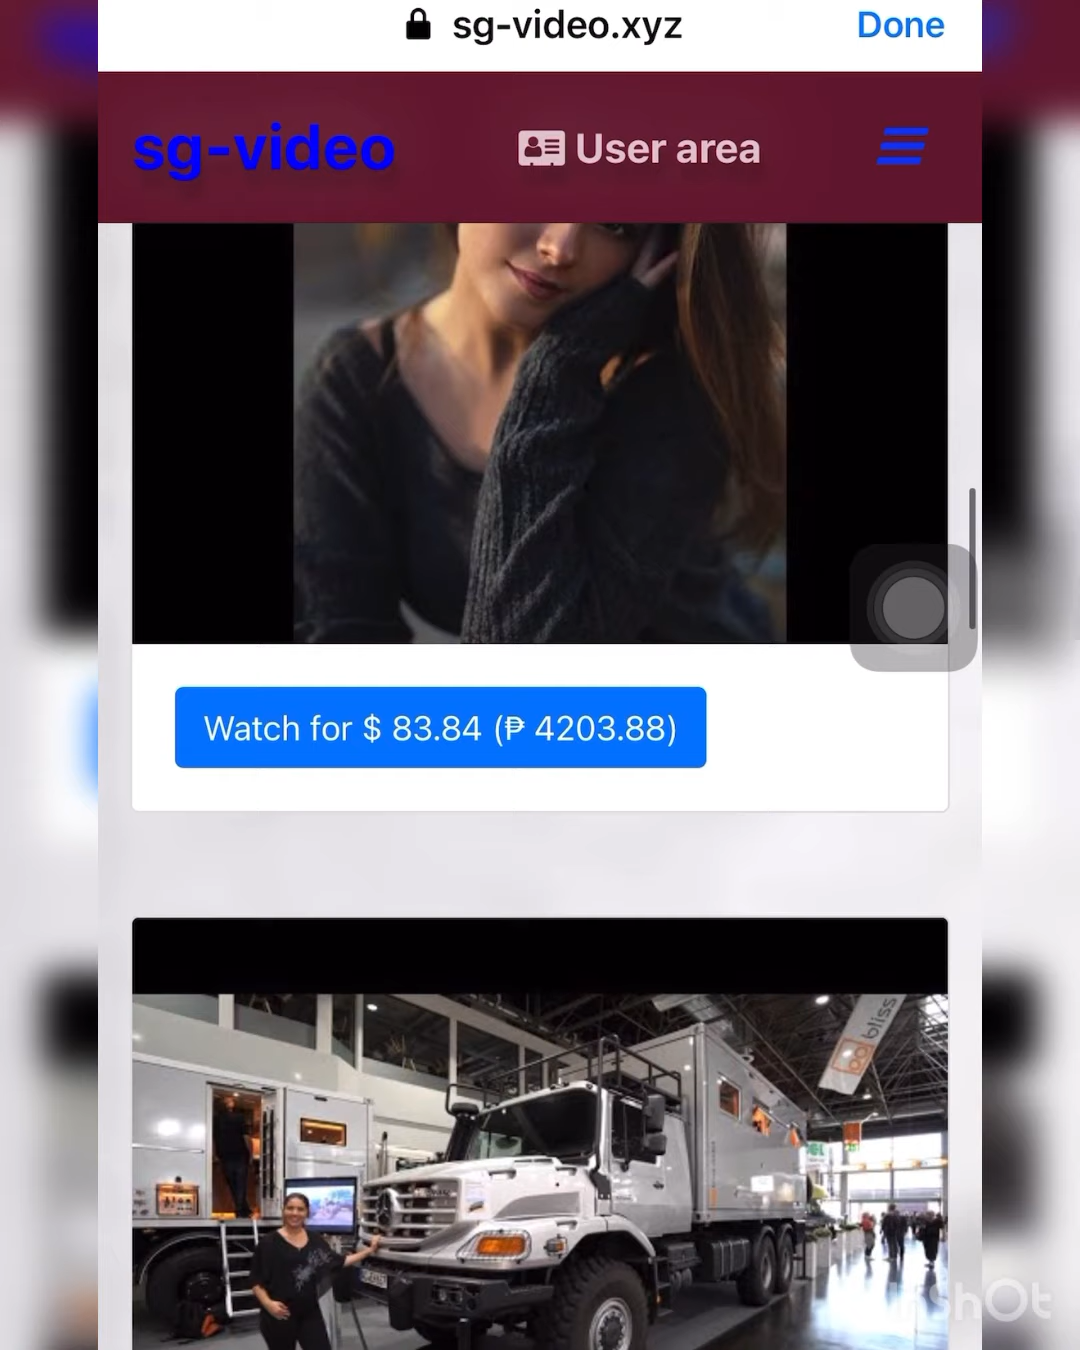 sg-video.xyz
Done
sg-video
User area
Watch for $ 83.84 (₱ 4203.88)
bliss